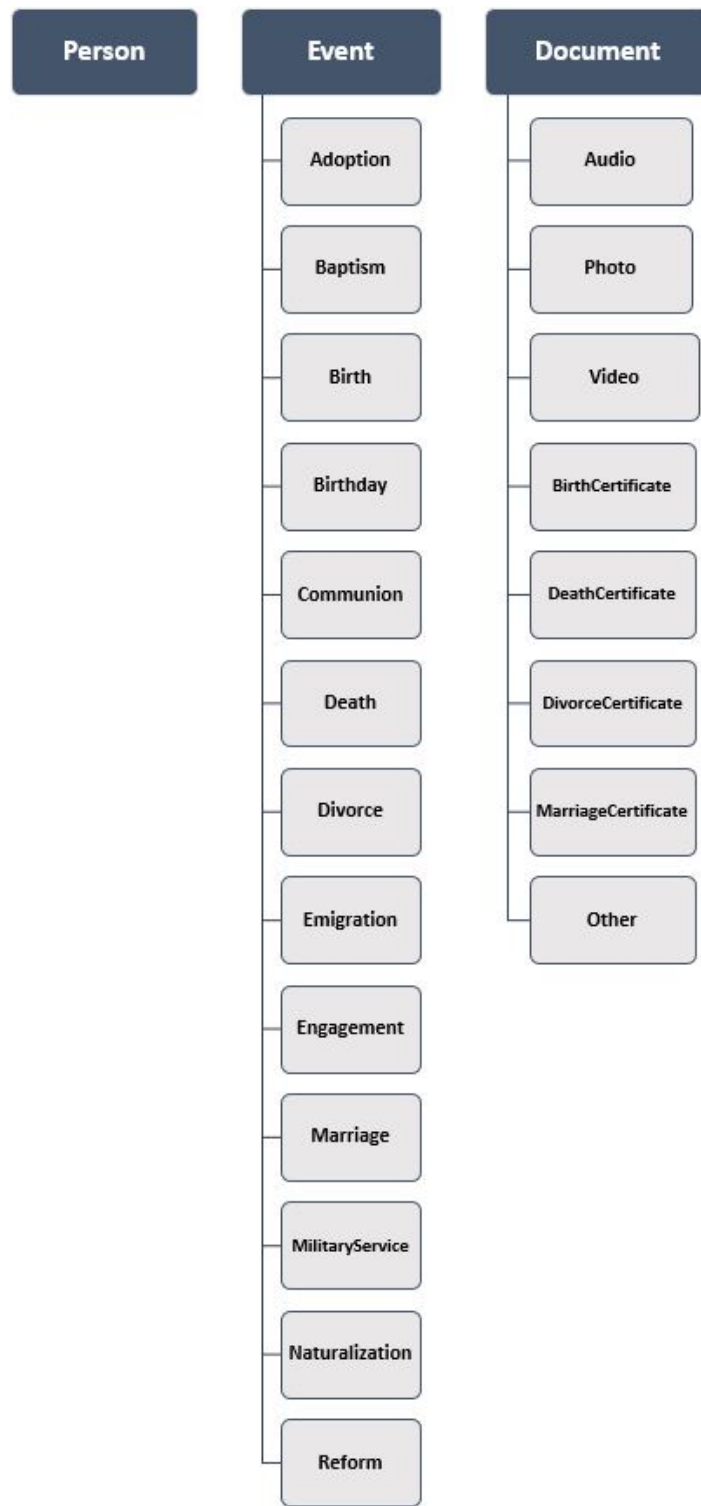 Person
Event
Adoption
Baptism
Birth
Birthday
Communion
Death
Divorce
Emigration
Engagement
Marriage
MilitaryService
Naturalization
Reform
Document
Audio
Photo
Video
BirthCertificate
DeathCertificate
DivorceCertificate
MarriageCertificate
Other